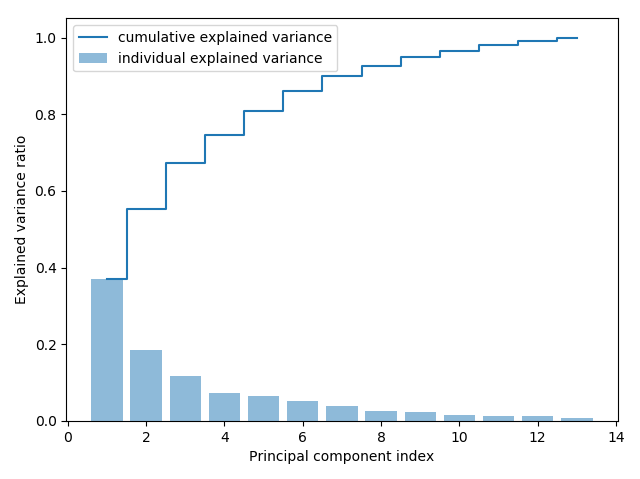 cumulative explained variance
individual explained variance
Explained variance ratio
1.0
0.8
0.6
0.4
0.2
0.0
0 2 4 6 8 10 12 14
Principal component index